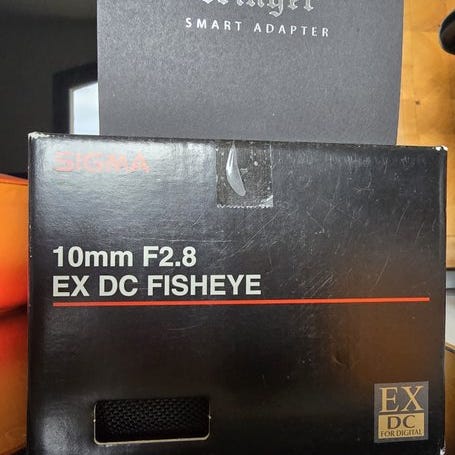 SMART ADAPTER
SIGMA
10mm F2.8
EX DC FISHEYE
EX
DC
FOR DIGITAL